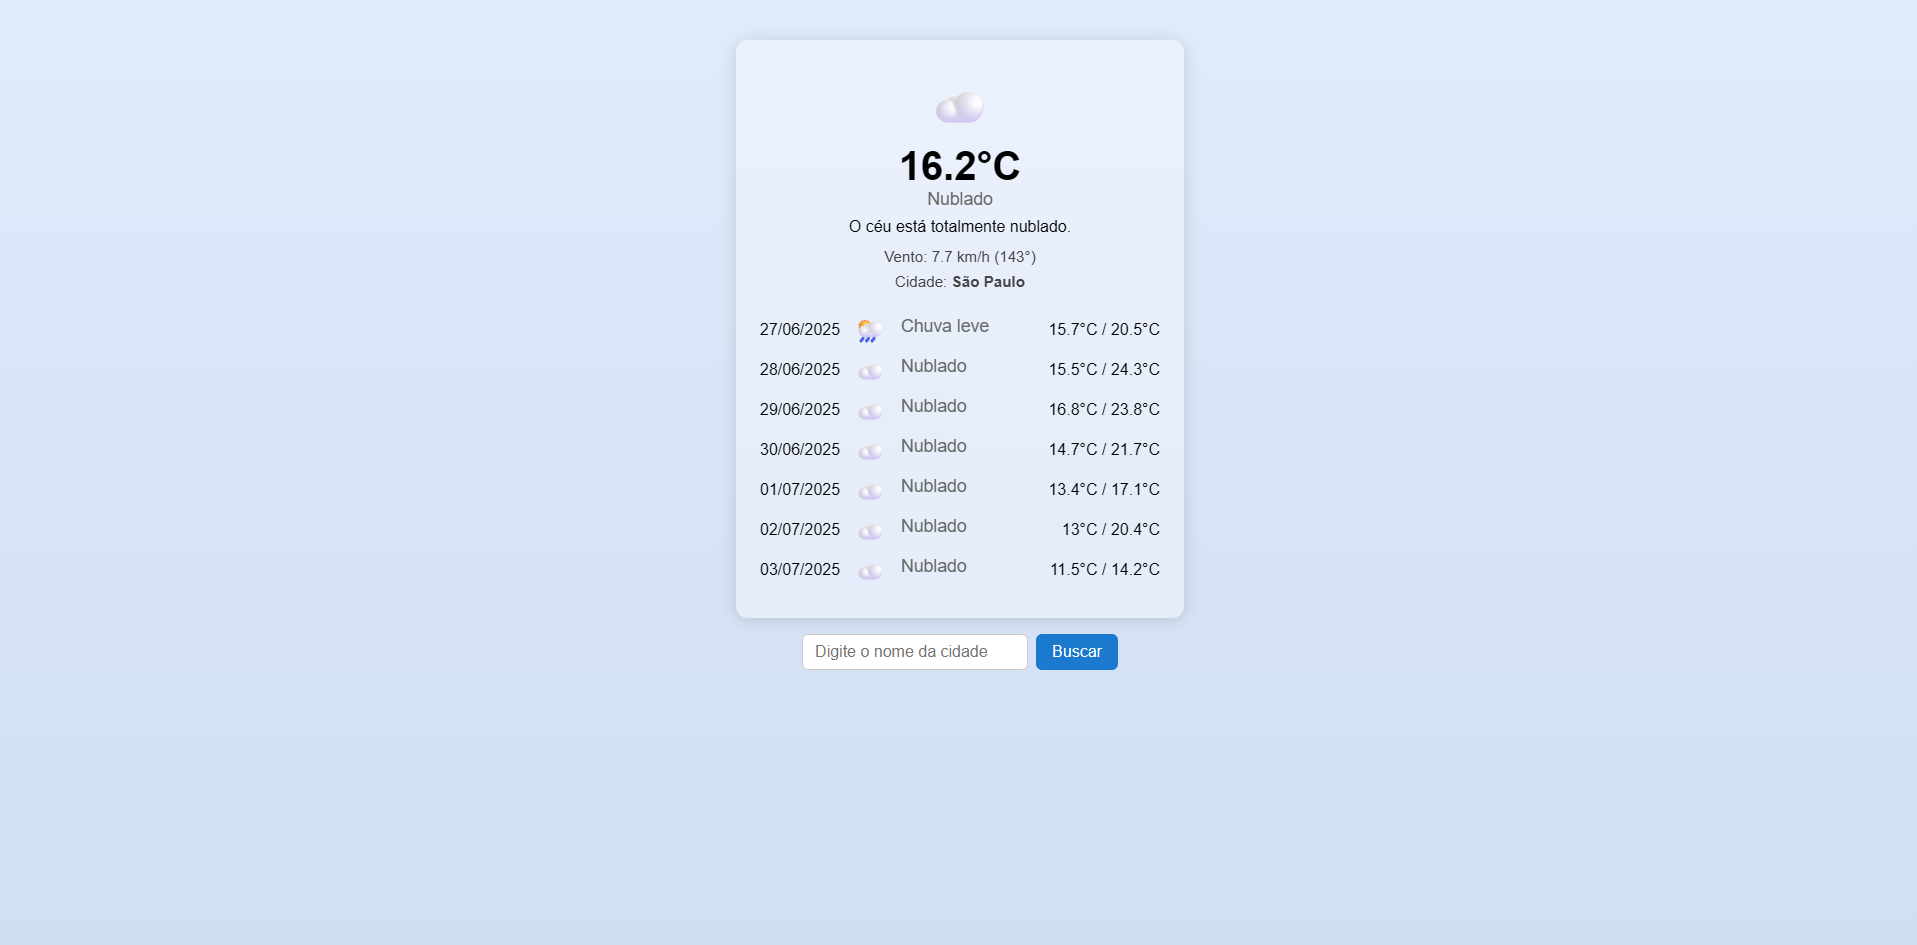 16.2°C
Nublado
O céu está totalmente nublado.
Vento: 7.7 km/h (143°)
Cidade: São Paulo
27/06/2025 Chuva leve 15.7°C / 20.5°C
28/06/2025 Nublado 15.5°C / 24.3°C
29/06/2025 Nublado 16.8°C / 23.8°C
30/06/2025 Nublado 14.7°C / 21.7°C
01/07/2025 Nublado 13.4°C / 17.1°C
02/07/2025 Nublado 13°C / 20.4°C
03/07/2025 Nublado 11.5°C / 14.2°C
Digite o nome da cidade Buscar